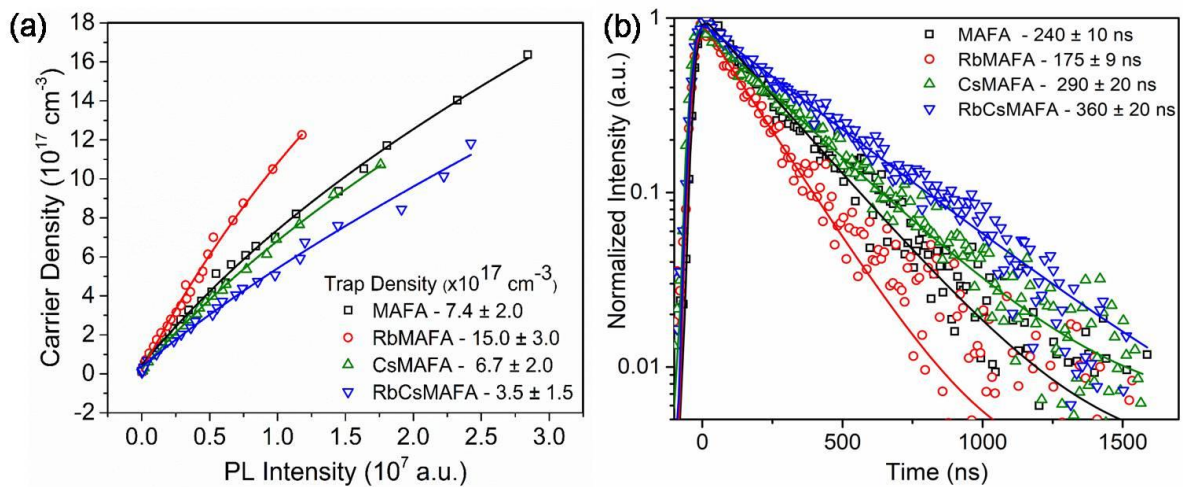 (a)
Carrier Density (10^17 cm^-3)
18
16
14
12
10
8
6
4
2
0
-2
Trap Density (x10^17 cm^-3)
MAFA - 7.4 ± 2.0
RbMAFA - 15.0 ± 3.0
CsMAFA - 6.7 ± 2.0
RbCsMAFA - 3.5 ± 1.5
0.0 0.5 1.0 1.5 2.0 2.5 3.0
PL Intensity (10^7 a.u.)
(b)
Normalized Intensity (a.u.)
1
0.1
0.01
MAFA - 240 ± 10 ns
RbMAFA - 175 ± 9 ns
CsMAFA - 290 ± 20 ns
RbCsMAFA - 360 ± 20 ns
0 500 1000 1500
Time (ns)